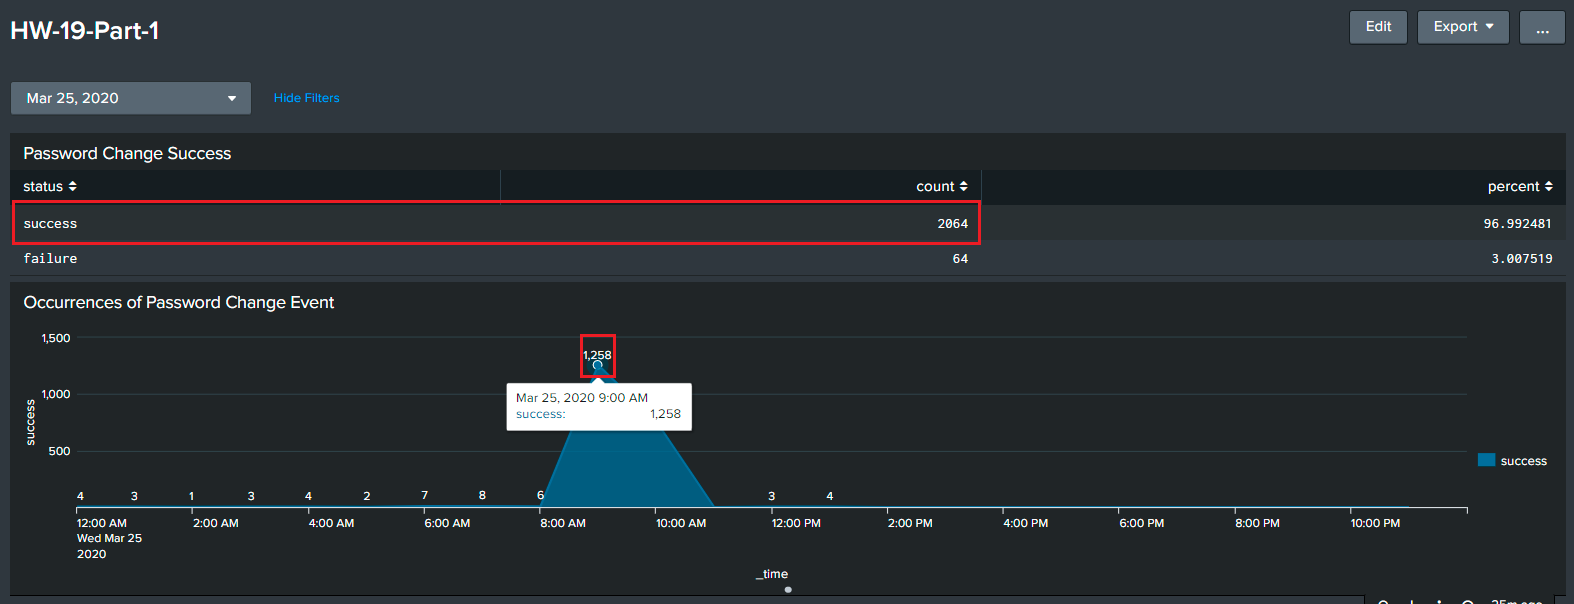 HW-19-Part-1
Edit Export ...
Mar 25, 2020 Hide Filters
Password Change Success
status count percent
success 2064 96.992481
failure 64 3.007519
Occurrences of Password Change Event
1,500
1,258
1,000
Mar 25, 2020 9:00 AM
success: 1,258
success
500
success
4 3 1 3 4 2 7 8 6 3 4
12:00 AM 2:00 AM 4:00 AM 6:00 AM 8:00 AM 10:00 AM 12:00 PM 2:00 PM 4:00 PM 6:00 PM 8:00 PM 10:00 PM
Wed Mar 25
2020
_time